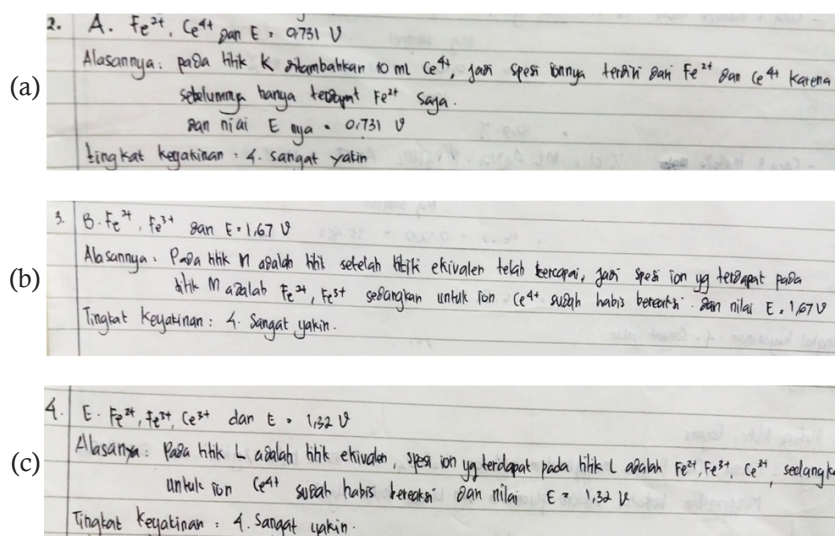 (a)
2. A. Fe²⁺, Ce⁴⁺ dan E = 0,731 V
Alasannya : pada titik K ditambahkan 10 ml Ce⁴⁺, jadi spesi ionnya terdiri dari Fe²⁺ dan Ce⁴⁺ karena
sebelumnya hanya terdapat Fe²⁺ saja.
dan nilai E nya = 0,731 V
tingkat keyakinan : 4. sangat yakin
(b)
3. B. Fe²⁺, Fe³⁺ dan E = 1,67 V
Alasannya : Pada titik M adalah titik setelah titik ekivalen telah tercapai, jadi spesi ion yg terdapat pada
titik M adalah Fe²⁺, Fe³⁺ sedangkan untuk ion Ce⁴⁺ sudah habis bereaksi. dan nilai E = 1,67 V
Tingkat Keyakinan : 4. Sangat yakin.
(c)
4. E. Fe²⁺, Fe³⁺, Ce³⁺ dan E = 1,32 V
Alasanya : Pada titik L adalah titik ekivalen, spesi ion yg terdapat pada titik L adalah Fe²⁺, Fe³⁺, Ce³⁺, sedangka
untuk ion Ce⁴⁺ sudah habis bereaksi dan nilai E = 1,32 V
Tingkat Keyakinan : 4. Sangat yakin.